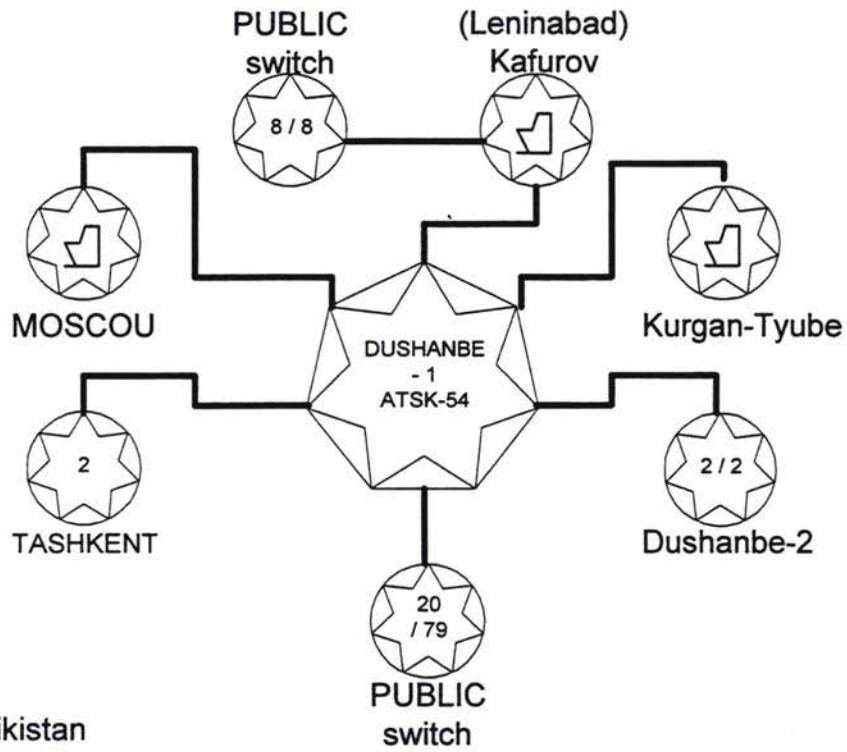 PUBLIC
switch
(Leninabad)
Kafurov
8 / 8
MOSCOU
Kurgan-Tyube
DUSHANBE
- 1
ATSK-54
2
TASHKENT
2 / 2
Dushanbe-2
20
/ 79
PUBLIC
switch
ikistan